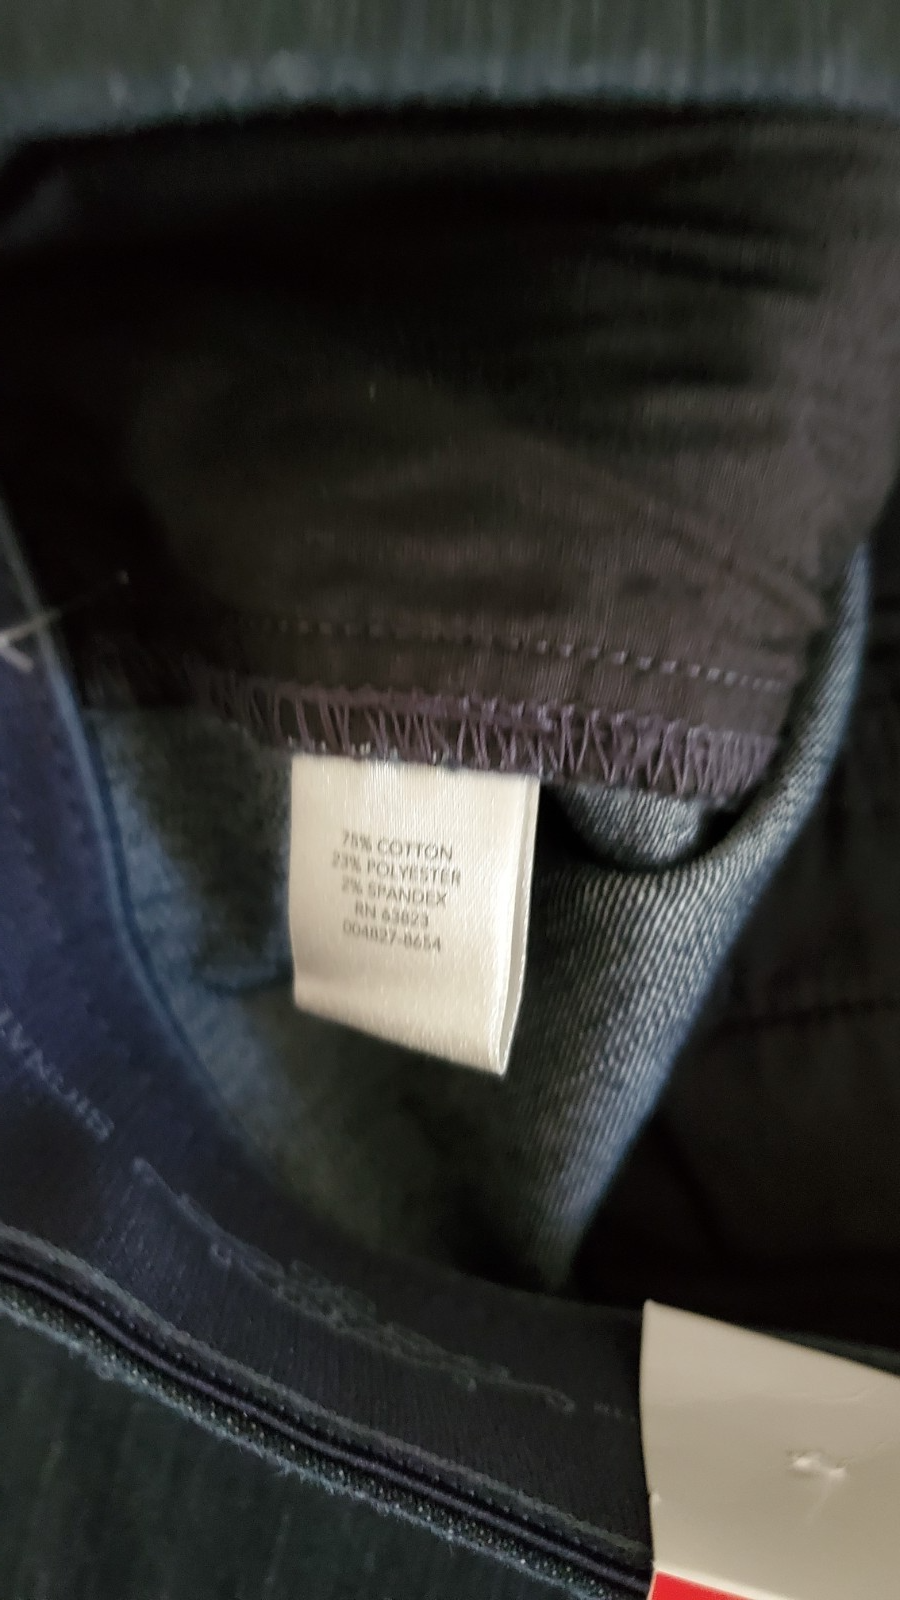 75% COTTON
23% POLYESTER
2% SPANDEX
RN 63823
004827-8654